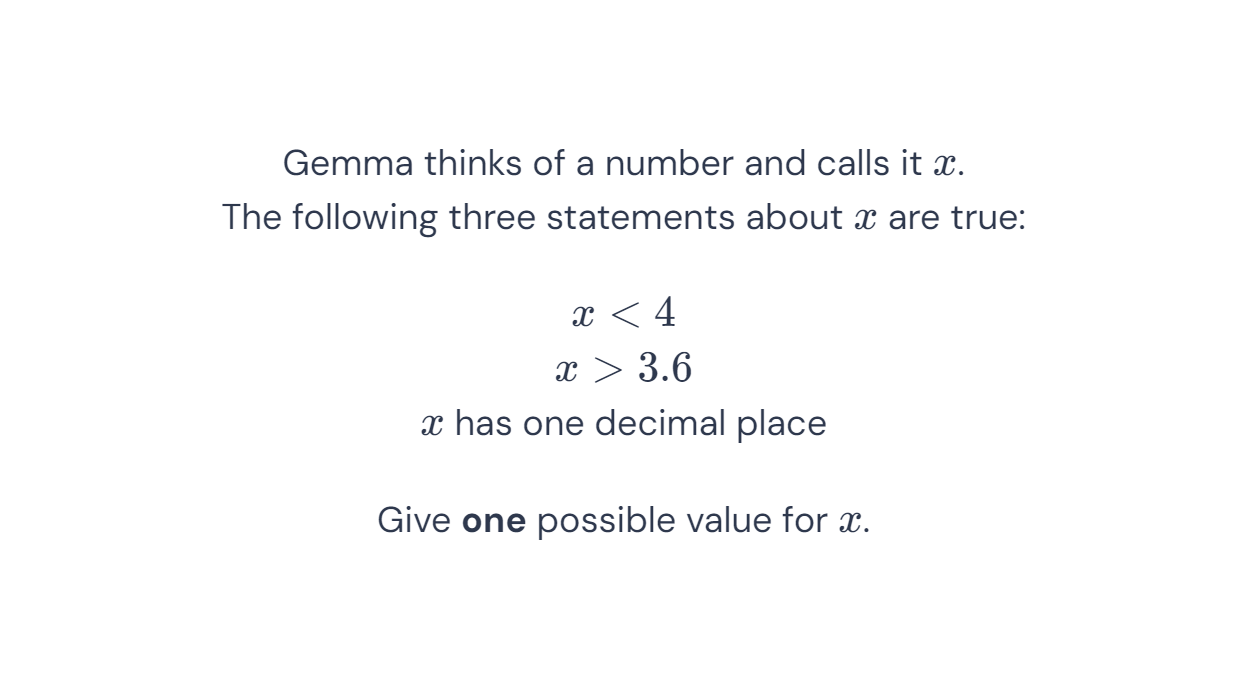 Gemma thinks of a number and calls it x.
The following three statements about x are true:
x < 4
x > 3.6
x has one decimal place
Give one possible value for x.